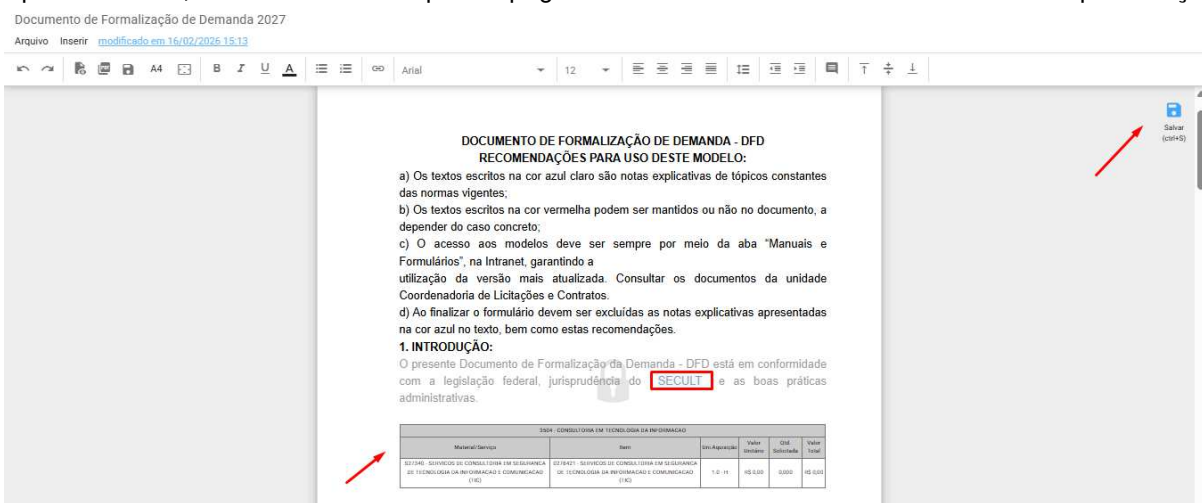 Documento de Formalização de Demanda 2027
Arquivo Inserir modificado em 16/02/2026 15:13
A4 B I U A Arial 12
Salvar
(ctrl+S)
DOCUMENTO DE FORMALIZAÇÃO DE DEMANDA - DFD
RECOMENDAÇÕES PARA USO DESTE MODELO:
a) Os textos escritos na cor azul claro são notas explicativas de tópicos constantes
das normas vigentes;
b) Os textos escritos na cor vermelha podem ser mantidos ou não no documento, a
depender do caso concreto;
c) O acesso aos modelos deve ser sempre por meio da aba “Manuais e
Formulários”, na Intranet, garantindo a
utilização da versão mais atualizada. Consultar os documentos da unidade
Coordenadoria de Licitações e Contratos.
d) Ao finalizar o formulário devem ser excluídas as notas explicativas apresentadas
na cor azul no texto, bem como estas recomendações.
1. INTRODUÇÃO:
O presente Documento de Formalização da Demanda - DFD está em conformidade
com a legislação federal, jurisprudência do SECULT e as boas práticas
administrativas.
3504 - CONSULTORIA EM TECNOLOGIA DA INFORMACAO
Material/Serviço Item Um Aquisição Valor Unitário Qtd. Solicitada Valor Total
SERVICOS DE CONSULTORIA EM SEGURANCA DE TECNOLOGIA DA INFORMACAO E COMUNICACAO (TIC)
SERVICOS DE CONSULTORIA EM SEGURANCA DE TECNOLOGIA DA INFORMACAO E COMUNICACAO (TIC)
R$ 0,00 0,000 R$ 0,00